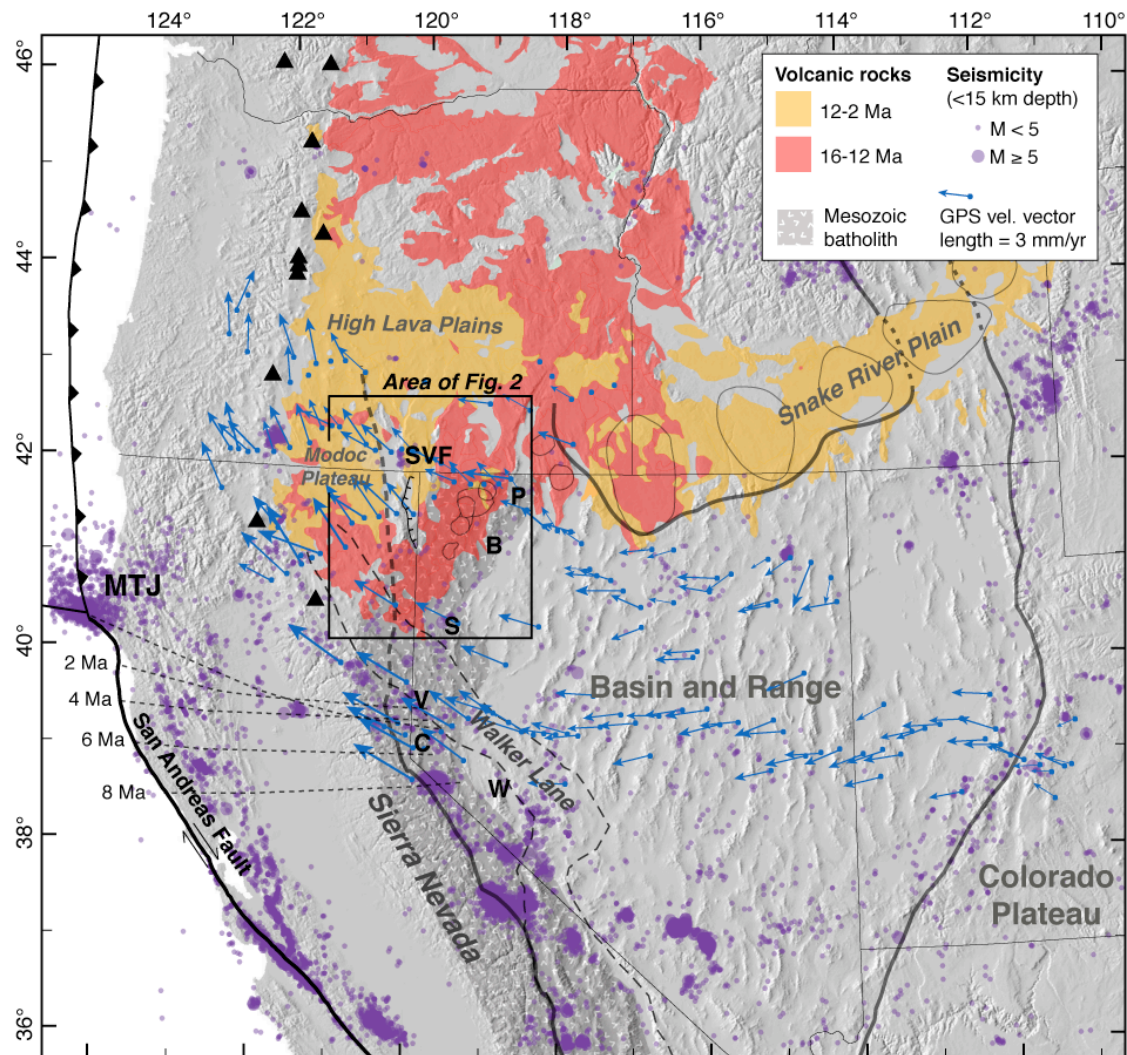 124° 122° 120° 118° 116° 114° 112° 110°
46°
44°
42°
40°
38°
36°
Volcanic rocks
12-2 Ma
16-12 Ma
Mesozoic
batholith
Seismicity
(<15 km depth)
M < 5
M ≥ 5
GPS vel. vector
length = 3 mm/yr
High Lava Plains
Area of Fig. 2
Snake River Plain
SVF
Modoc
Plateau
P
B
MTJ
S
2 Ma
4 Ma
6 Ma
8 Ma
V
C
W
Basin and Range
Walker Lane
San Andreas Fault
Sierra Nevada
Colorado
Plateau